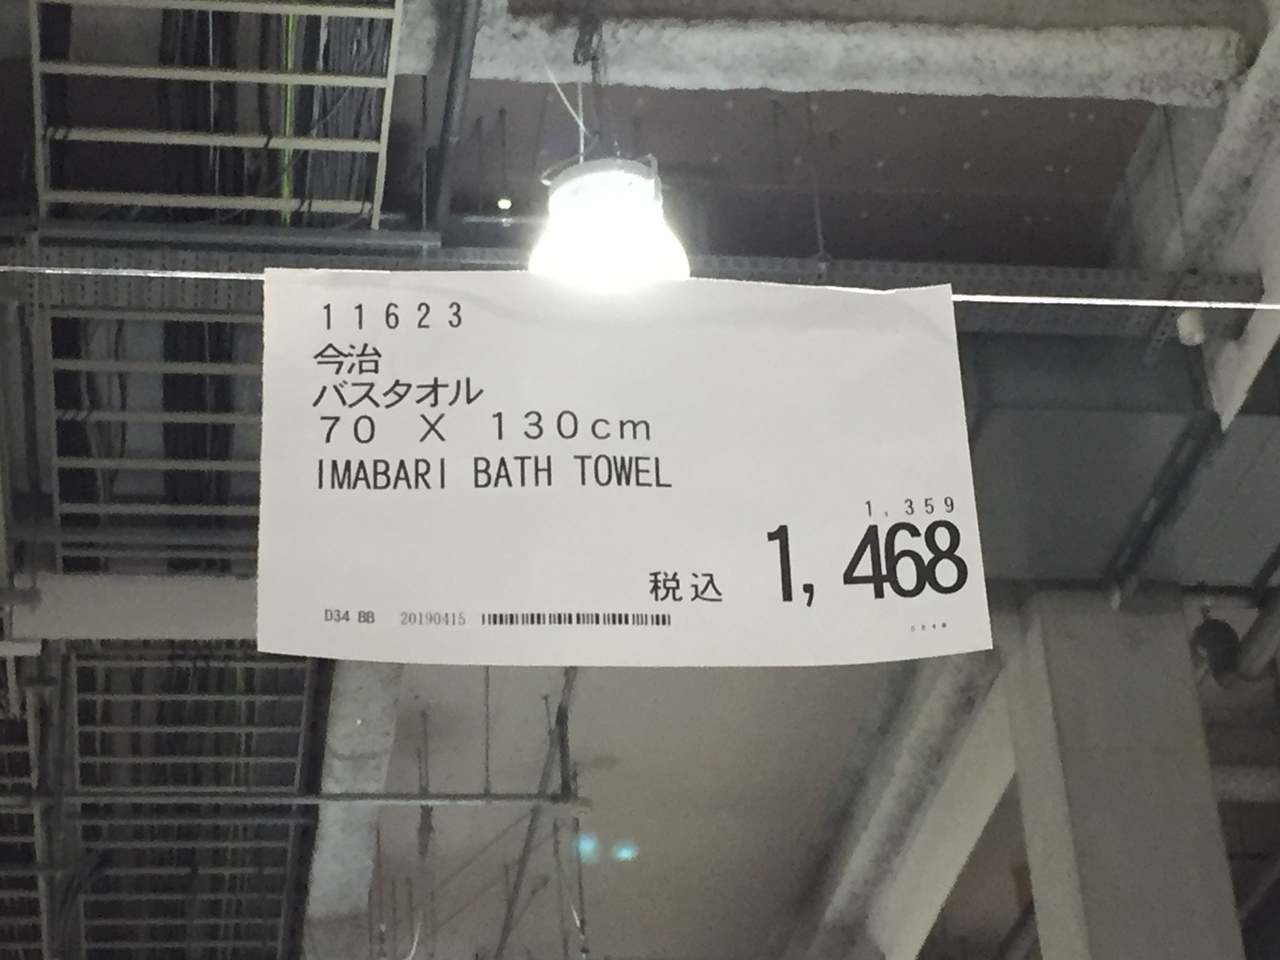 11623
今治
バスタオル
70 X 130cm
IMABARI BATH TOWEL
1,359
税込 1,468
D34 BB 20190415